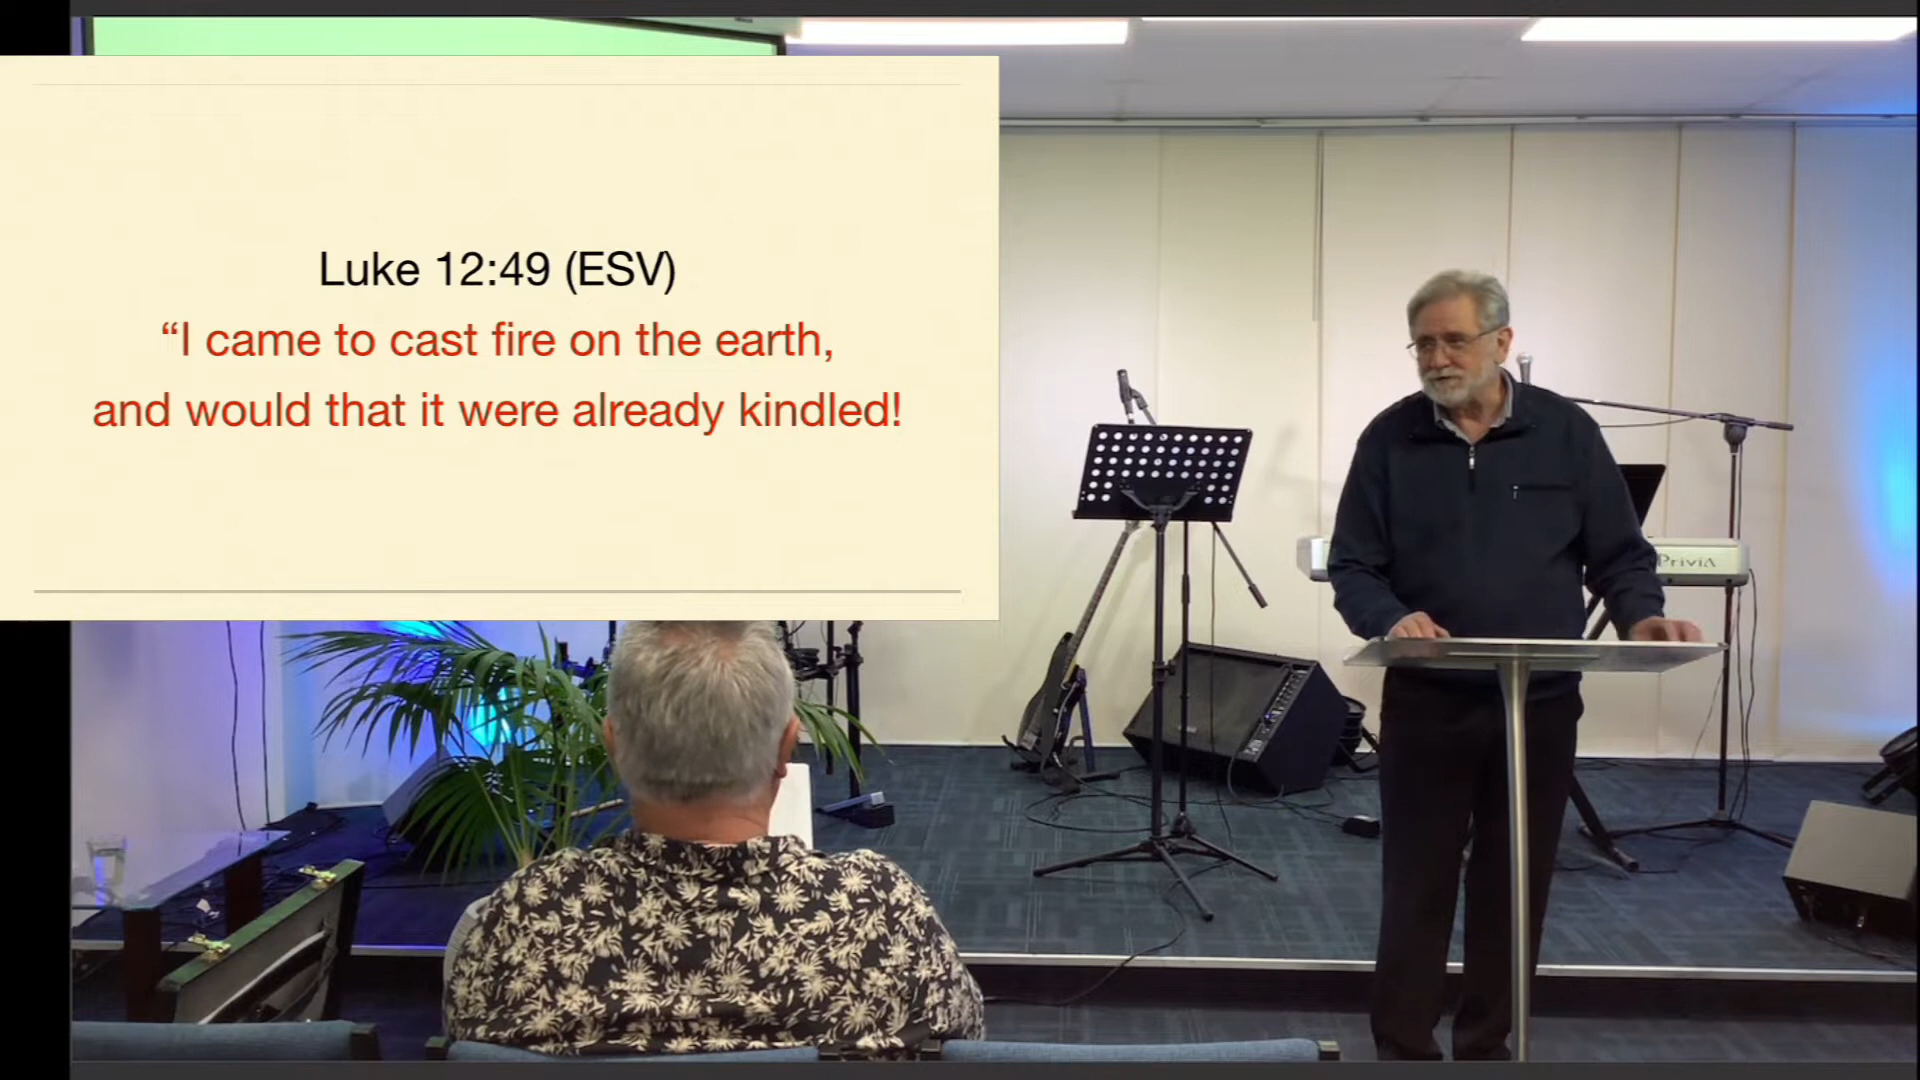 Luke 12:49 (ESV)
“I came to cast fire on the earth,
and would that it were already kindled!
Privia